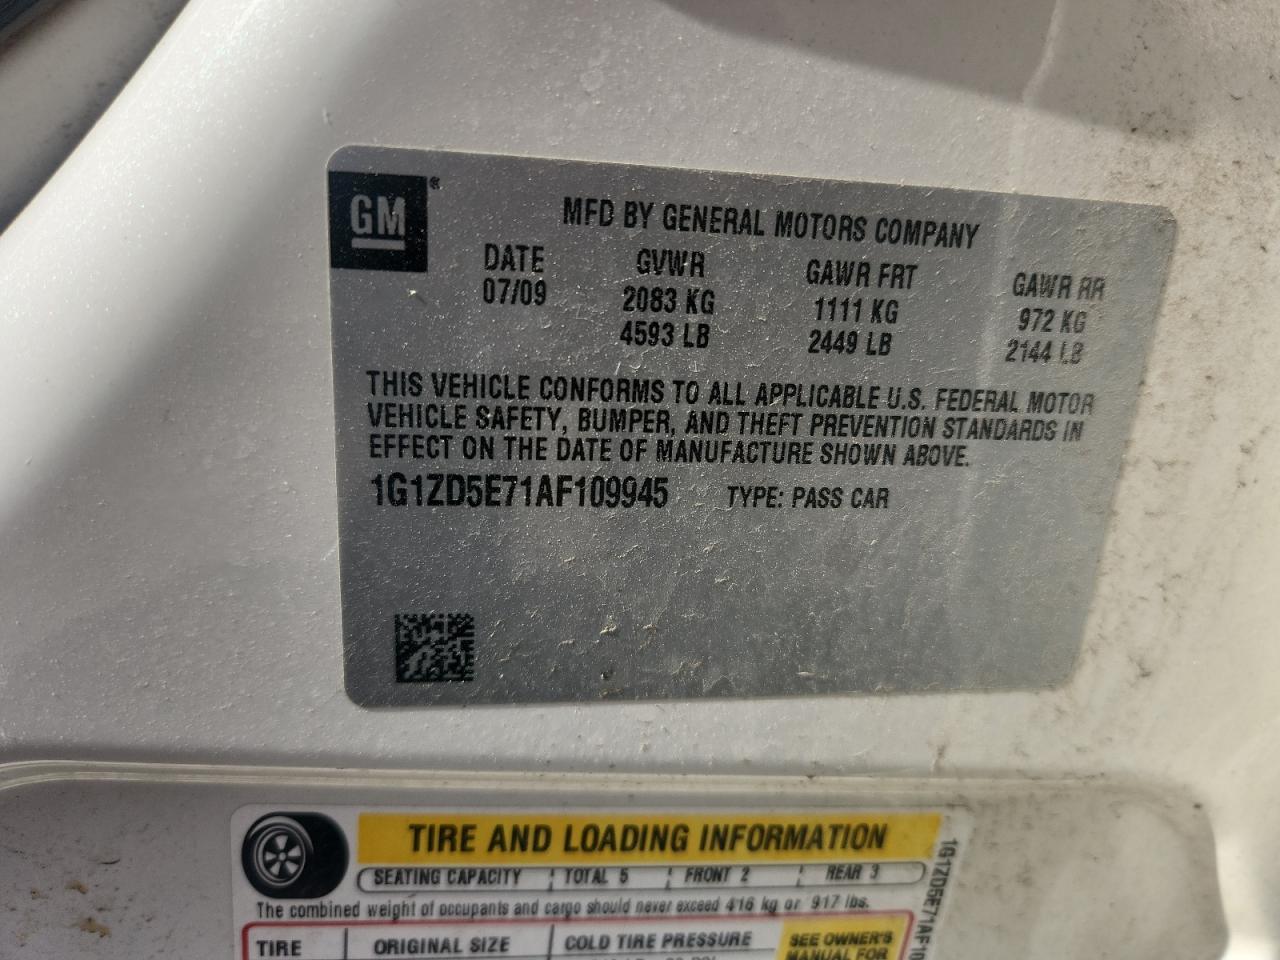 GM®
MFD BY GENERAL MOTORS COMPANY
DATE GVWR GAWR FRT GAWR RR
07/09 2083 KG 1111 KG 972 KG
4593 LB 2449 LB 2144 LB
THIS VEHICLE CONFORMS TO ALL APPLICABLE U.S. FEDERAL MOTOR
VEHICLE SAFETY, BUMPER, AND THEFT PREVENTION STANDARDS IN
EFFECT ON THE DATE OF MANUFACTURE SHOWN ABOVE.
1G1ZD5E71AF109945 TYPE: PASS CAR
TIRE AND LOADING INFORMATION
SEATING CAPACITY TOTAL 5 FRONT 2 REAR 3
The combined weight of occupants and cargo should never exceed 416 kg or 917 lbs.
TIRE ORIGINAL SIZE COLD TIRE PRESSURE
SEE OWNER'S
MANUAL FOR
1G1ZD5E71AF10